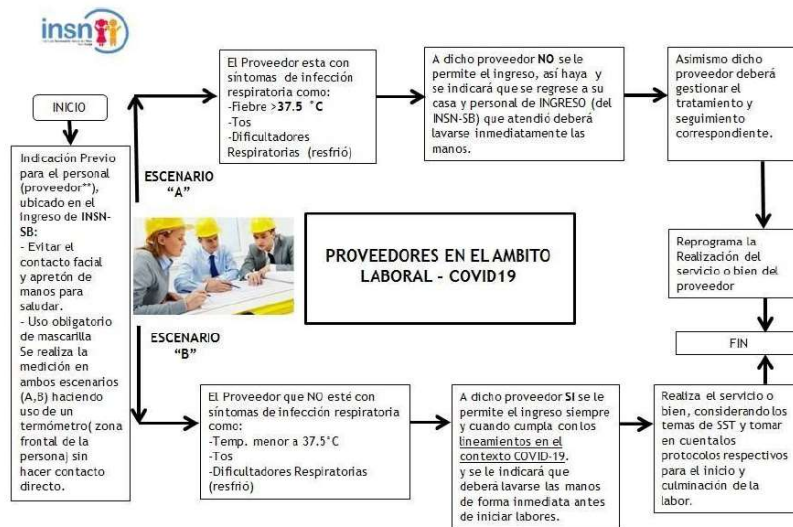 insn
INICIO
Indicación Previo
para el personal
(proveedor**),
ubicado en el
ingreso de INSN-
SB:
- Evitar el
contacto facial
y apretón de
manos para
saludar.
- Uso obligatorio
de mascarilla
Se realiza la
medición en
ambos escenarios
(A,B) haciendo
uso de un
termómetro( zona
frontal de la
persona) sin
hacer contacto
directo.
ESCENARIO
"A"
El Proveedor esta con
síntomas de infección
respiratoria como:
-Fiebre >37.5 °C
-Tos
-Dificultadores
Respiratorias (resfrió)
A dicho proveedor NO se le
permite el ingreso, así haya y
se indicará que se regrese a su
casa y personal de INGRESO (del
INSN-SB) que atendió deberá
lavarse inmediatamente las
manos.
Asimismo dicho
proveedor deberá
gestionar el
tratamiento y
seguimiento
correspondiente.
Reprograma la
Realización del
servicio o bien del
proveedor
PROVEEDORES EN EL AMBITO
LABORAL - COVID19
FIN
ESCENARIO
"B"
El Proveedor que NO esté con
síntomas de infección respiratoria
como:
-Temp. menor a 37.5°C
-Tos
-Dificultadores Respiratorias
(resfrió)
A dicho proveedor SI se le
permite el ingreso siempre
y cuando cumpla con los
lineamientos en el
contexto COVID-19.
y se le indicará que
deberá lavarse las manos
de forma inmediata antes
de iniciar labores.
Realiza el servicio o
bien, considerando los
temas de SST y tomar
en cuenta los
protocolos respectivos
para el inicio y
culminación de la
labor.